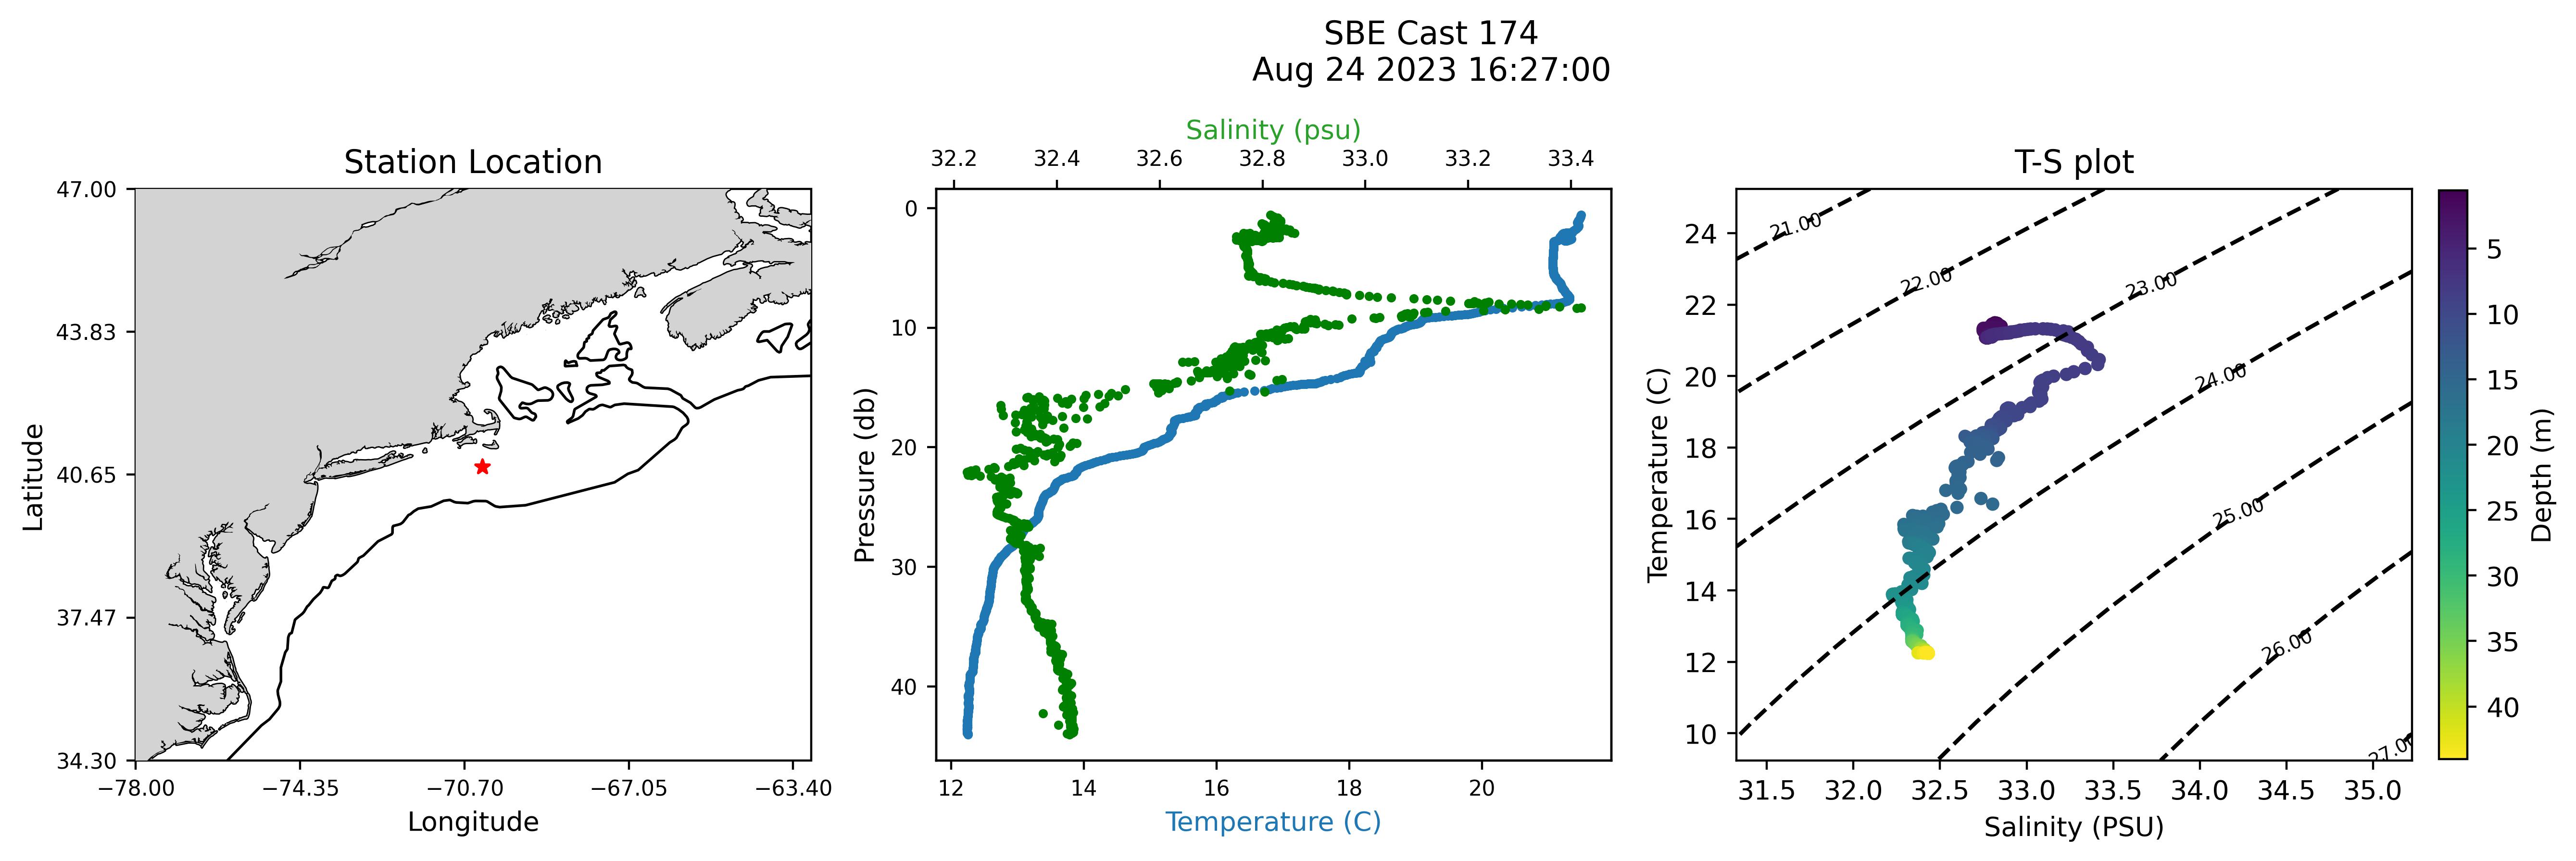 SBE Cast 174
Aug 24 2023 16:27:00
Station Location
47.00
43.83
40.65
37.47
34.30
Latitude
−78.00 −74.35 −70.70 −67.05 −63.40
Longitude
Salinity (psu)
32.2 32.4 32.6 32.8 33.0 33.2 33.4
0
10
20
30
40
Pressure (db)
12 14 16 18 20
Temperature (C)
T-S plot
24
22
20
18
16
14
12
10
Temperature (C)
21.00
22.00
23.00
24.00
25.00
26.00
31.5 32.0 32.5 33.0 33.5 34.0 34.5 35.0
Salinity (PSU)
5
10
15
20
25
30
35
40
Depth (m)